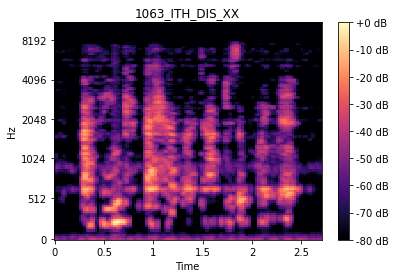 1063_ITH_DIS_XX
+0 dB
8192
-10 dB
4096
-20 dB
-30 dB
2048
-40 dB
Hz
1024
-50 dB
512
-60 dB
-70 dB
0
-80 dB
0 0.5 1 1.5 2 2.5
Time